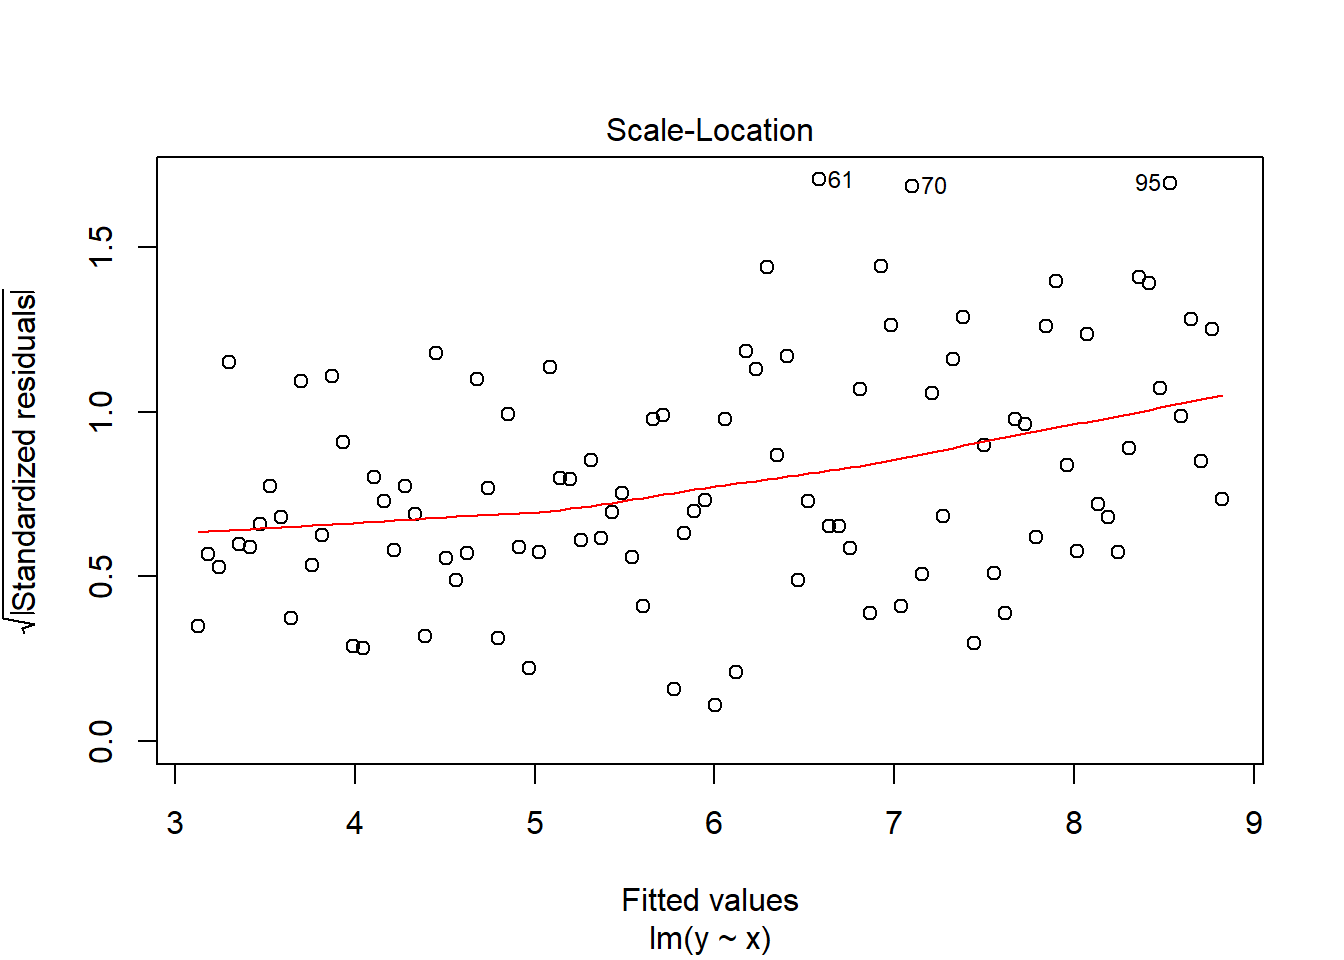 Scale-Location
61
70
95
1.5
1.0
0.5
0.0
√|Standardized residuals|
3 4 5 6 7 8 9
Fitted values
lm(y ~ x)